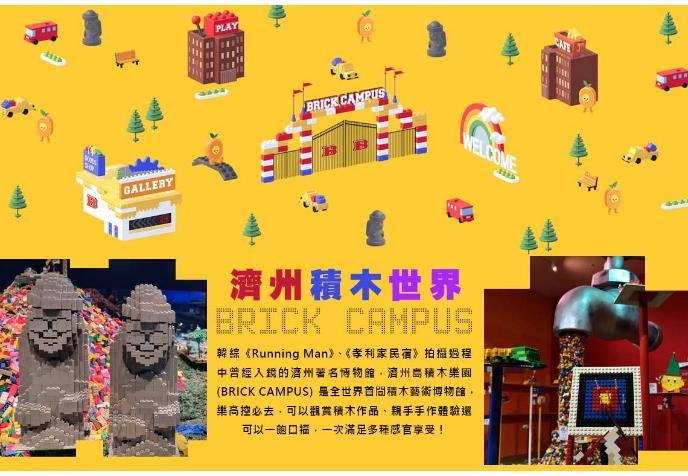 PLAY
CAFE
BRICK CAMPUS
B B
WELCOME
GOODS
SHOP
GALLERY
B
濟州積木世界
BRICK CAMPUS
韓綜《Running Man》、《孝利家民宿》拍攝過程
中曾經入鏡的濟州著名博物館，濟州島積木樂園
(BRICK CAMPUS) 是全世界首間積木藝術博物館，
樂高控必去，可以觀賞積木作品、親手手作體驗還
可以一飽口福，一次滿足多種感官享受！